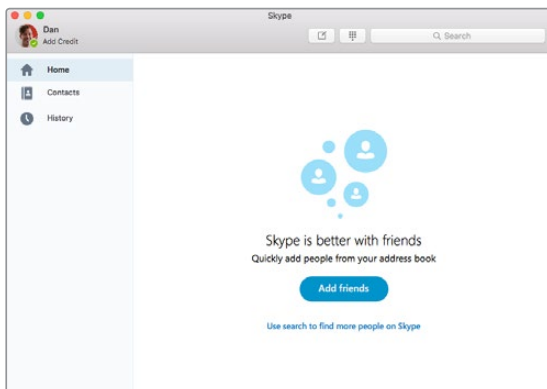 Skype
Dan
Add Credit
Search
Home
Contacts
History
Skype is better with friends
Quickly add people from your address book
Add friends
Use search to find more people on Skype